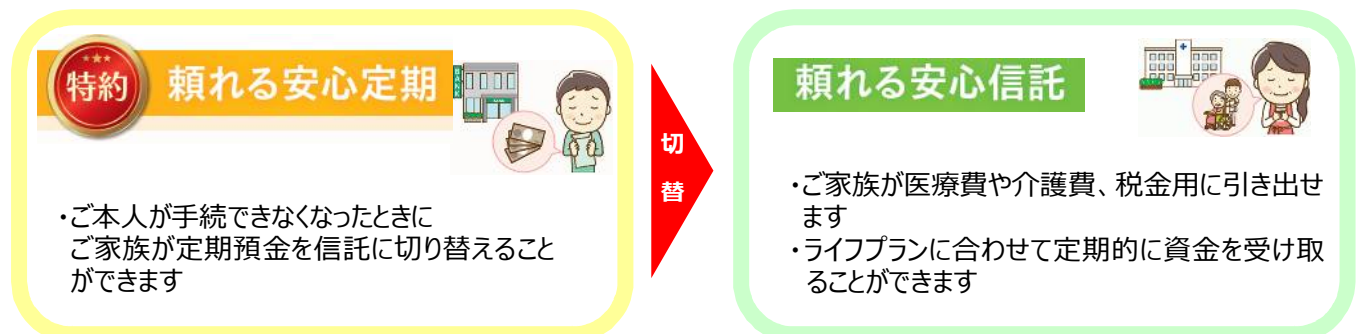 特約
頼れる安心定期
BANK
・ご本人が手続できなくなったときに
ご家族が定期預金を信託に切り替えること
ができます
切
替
頼れる安心信託
・ご家族が医療費や介護費、税金用に引き出せ
ます
・ライフプランに合わせて定期的に資金を受け取
ることができます